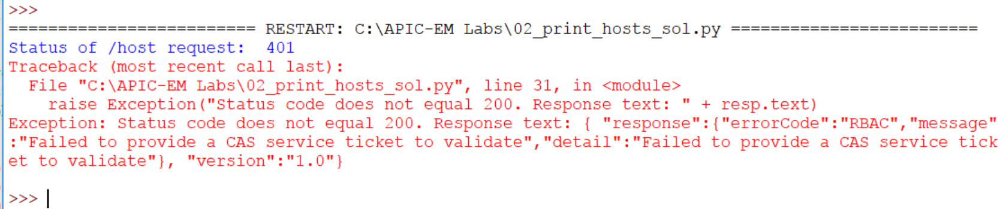 >>>
========================= RESTART: C:\APIC-EM Labs\02_print_hosts_sol.py =========================
Status of /host request:  401
Traceback (most recent call last):
  File "C:\APIC-EM Labs\02_print_hosts_sol.py", line 31, in <module>
    raise Exception("Status code does not equal 200. Response text: " + resp.text)
Exception: Status code does not equal 200. Response text: { "response":{"errorCode":"RBAC","message"
:"Failed to provide a CAS service ticket to validate","detail":"Failed to provide a CAS service tick
et to validate"}, "version":"1.0"}
>>>